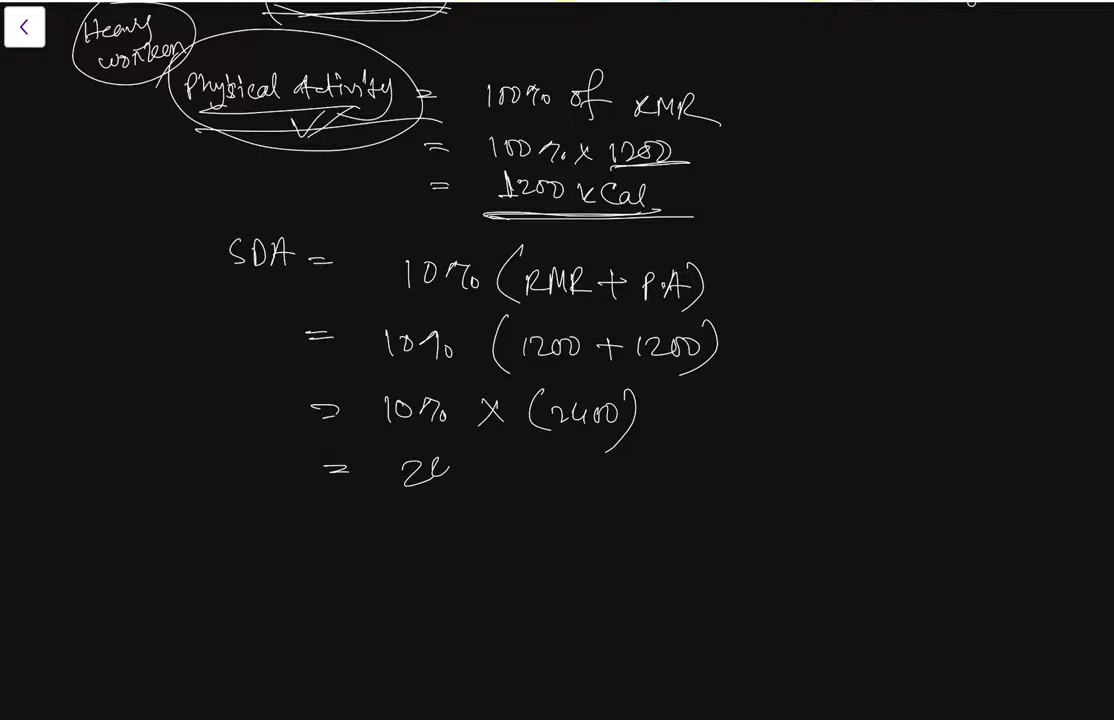 Heavy
worker
Physical Activity = 100% of RMR
= 100% x 1200
= 1200 kCal
SDA = 10% (RMR + P.A)
= 10% (1200 + 1200)
= 10% x (2400)
= 24